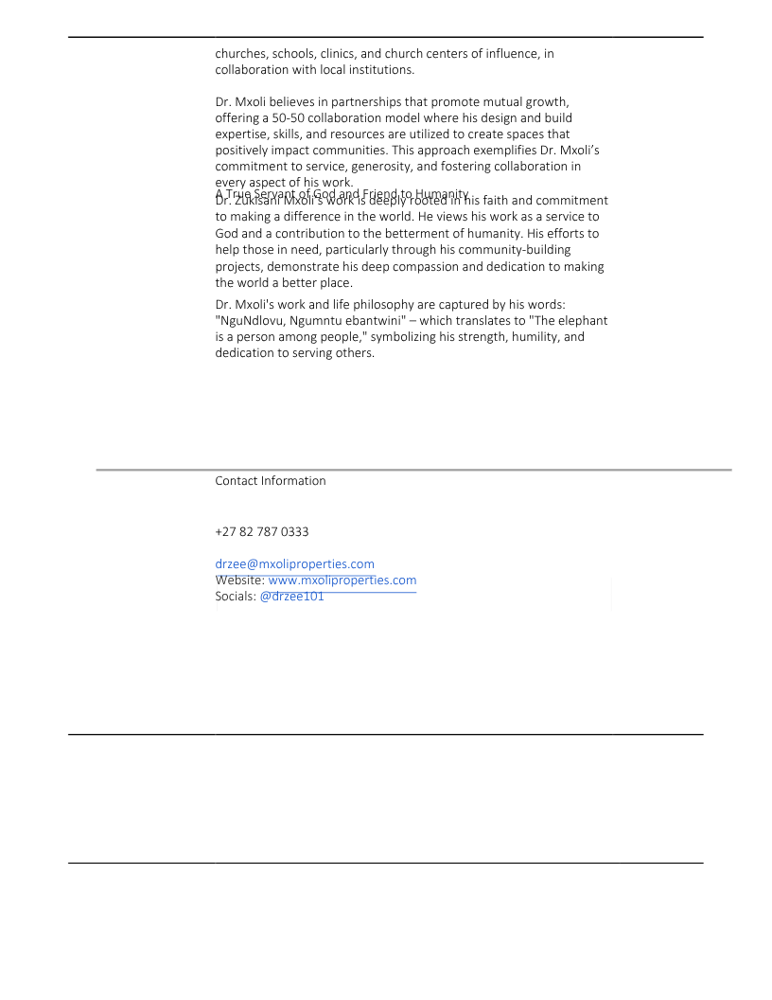 churches, schools, clinics, and church centers of influence, in
collaboration with local institutions.
Dr. Mxoli believes in partnerships that promote mutual growth,
offering a 50-50 collaboration model where his design and build
expertise, skills, and resources are utilized to create spaces that
positively impact communities. This approach exemplifies Dr. Mxoli’s
commitment to service, generosity, and fostering collaboration in
every aspect of his work.
A True Servant of God and Friend to Humanity
Dr. Zukisani Mxoli's work is deeply rooted in his faith and commitment
to making a difference in the world. He views his work as a service to
God and a contribution to the betterment of humanity. His efforts to
help those in need, particularly through his community-building
projects, demonstrate his deep compassion and dedication to making
the world a better place.
Dr. Mxoli's work and life philosophy are captured by his words:
"NguNdlovu, Ngumntu ebantwini" – which translates to "The elephant
is a person among people," symbolizing his strength, humility, and
dedication to serving others.
Contact Information
+27 82 787 0333
drzee@mxoliproperties.com
Website: www.mxoliproperties.com
Socials: @drzee101